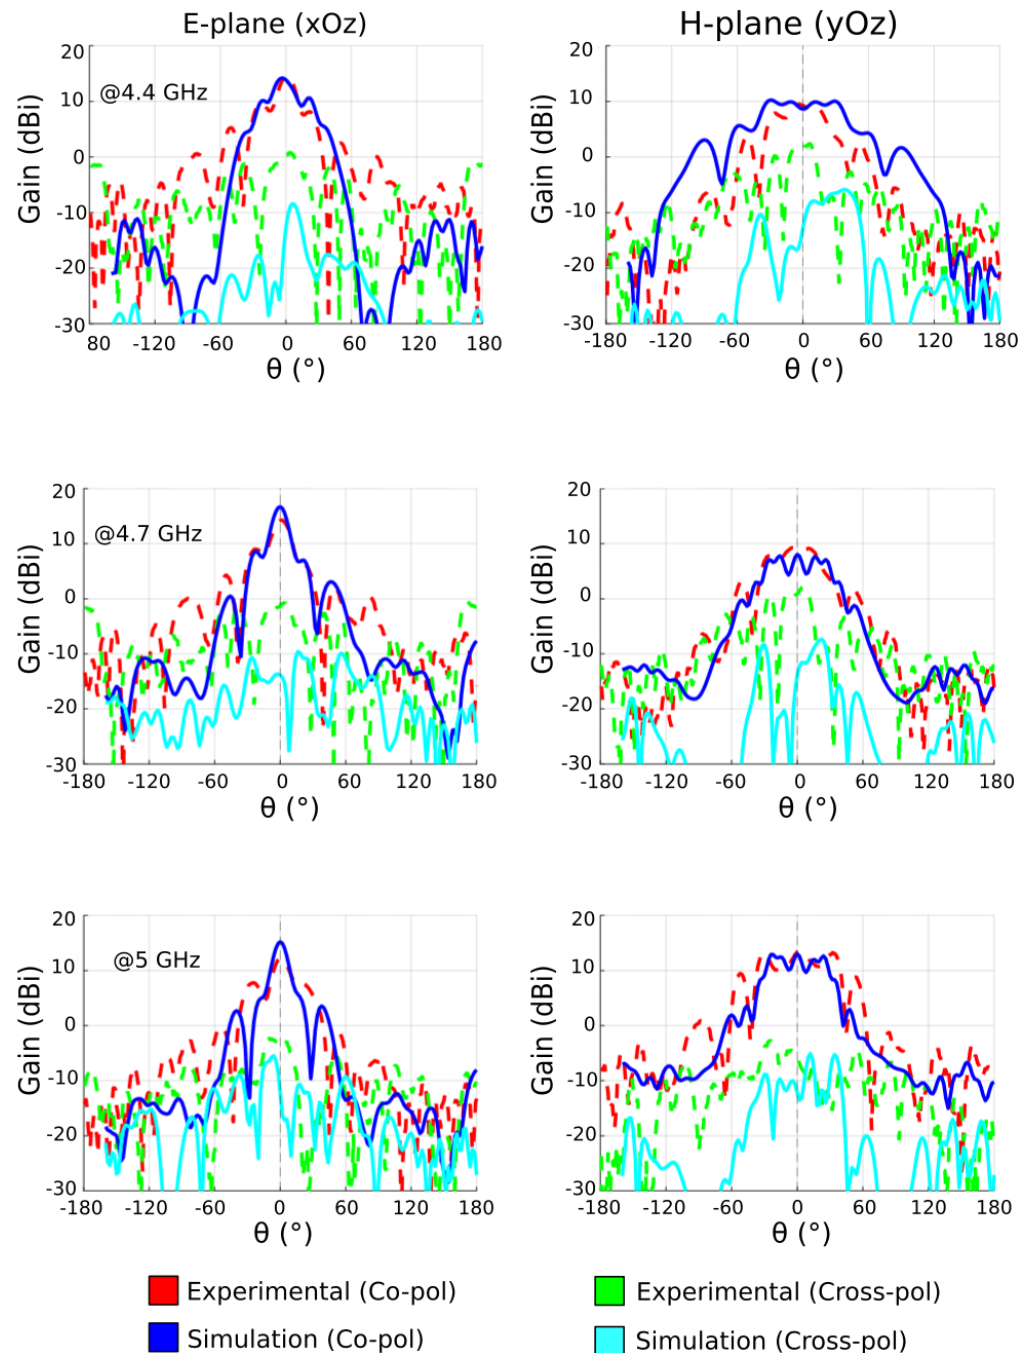 E-plane (xOz)
H-plane (yOz)
Gain (dBi)
20
10
0
-10
-20
-30
@4.4 GHz
80 -120 -60 0 60 120 180
θ (°)
Gain (dBi)
20
10
0
-10
-20
-30
-180 -120 -60 0 60 120 180
θ (°)
Gain (dBi)
20
10
0
-10
-20
-30
@4.7 GHz
-180 -120 -60 0 60 120 180
θ (°)
Gain (dBi)
20
10
0
-10
-20
-30
-180 -120 -60 0 60 120 180
θ (°)
Gain (dBi)
20
10
0
-10
-20
-30
@5 GHz
-180 -120 -60 0 60 120 180
θ (°)
Gain (dBi)
20
10
0
-10
-20
-30
-180 -120 -60 0 60 120 180
θ (°)
Experimental (Co-pol)
Experimental (Cross-pol)
Simulation (Co-pol)
Simulation (Cross-pol)